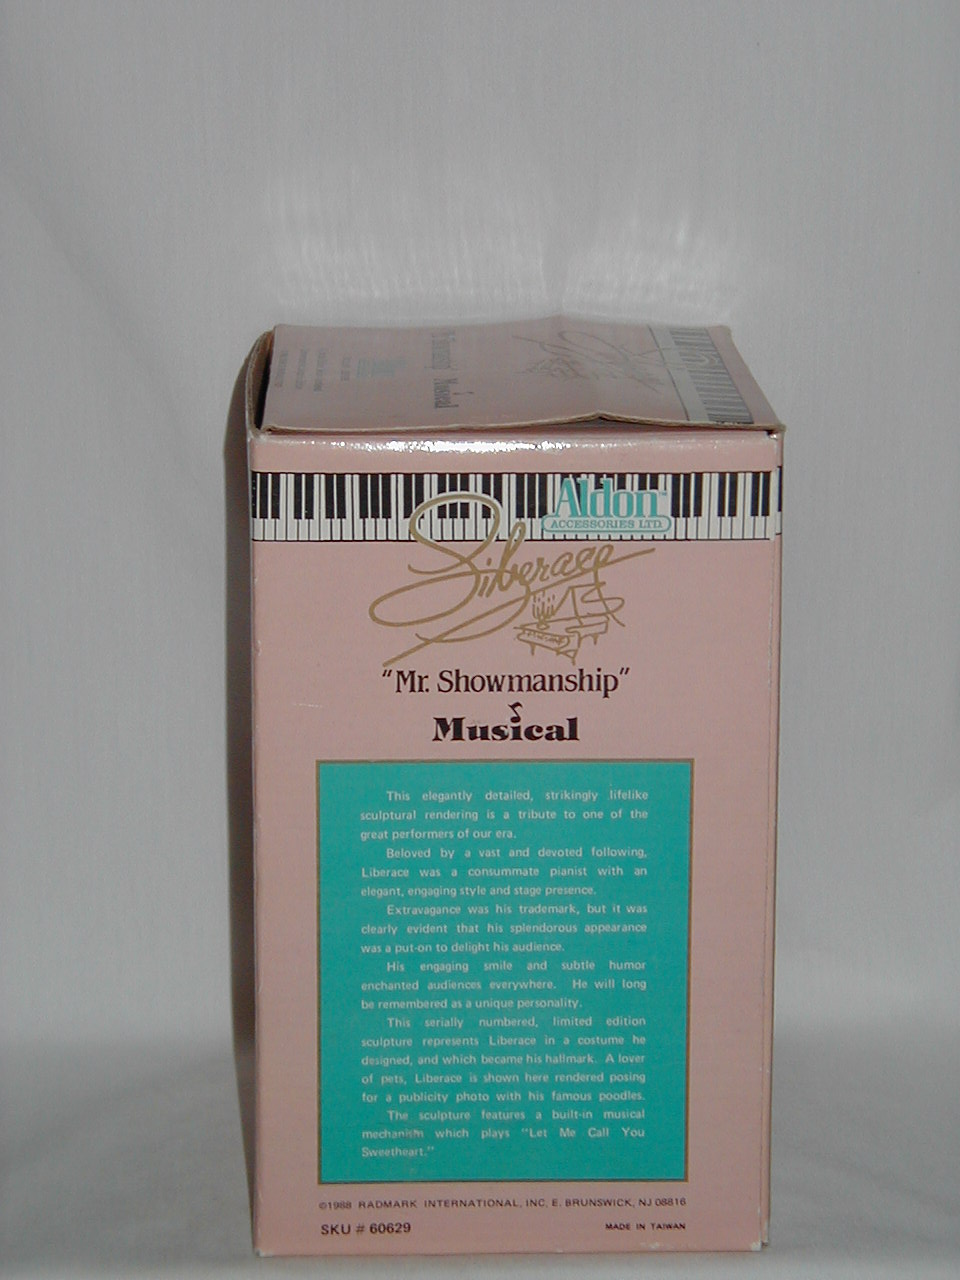 Musical
Aldon™
ACCESSORIES LTD.
Liberace
"Mr. Showmanship"
Musical
This elegantly detailed, strikingly lifelike
sculptural rendering is a tribute to one of the
great performers of our era.
Beloved by a vast and devoted following,
Liberace was a consummate pianist with an
elegant, engaging style and stage presence.
Extravagance was his trademark, but it was
clearly evident that his splendorous appearance
was a put-on to delight his audience.
His engaging smile and subtle humor
enchanted audiences everywhere. He will long
be remembered as a unique personality.
This serially numbered, limited edition
sculpture represents Liberace in a costume he
designed, and which became his hallmark. A lover
of pets, Liberace is shown here rendered posing
for a publicity photo with his famous poodles.
The sculpture features a built-in musical
mechanism which plays "Let Me Call You
Sweetheart."
©1988 RADMARK INTERNATIONAL, INC. E. BRUNSWICK, NJ 08816
SKU # 60629
MADE IN TAIWAN